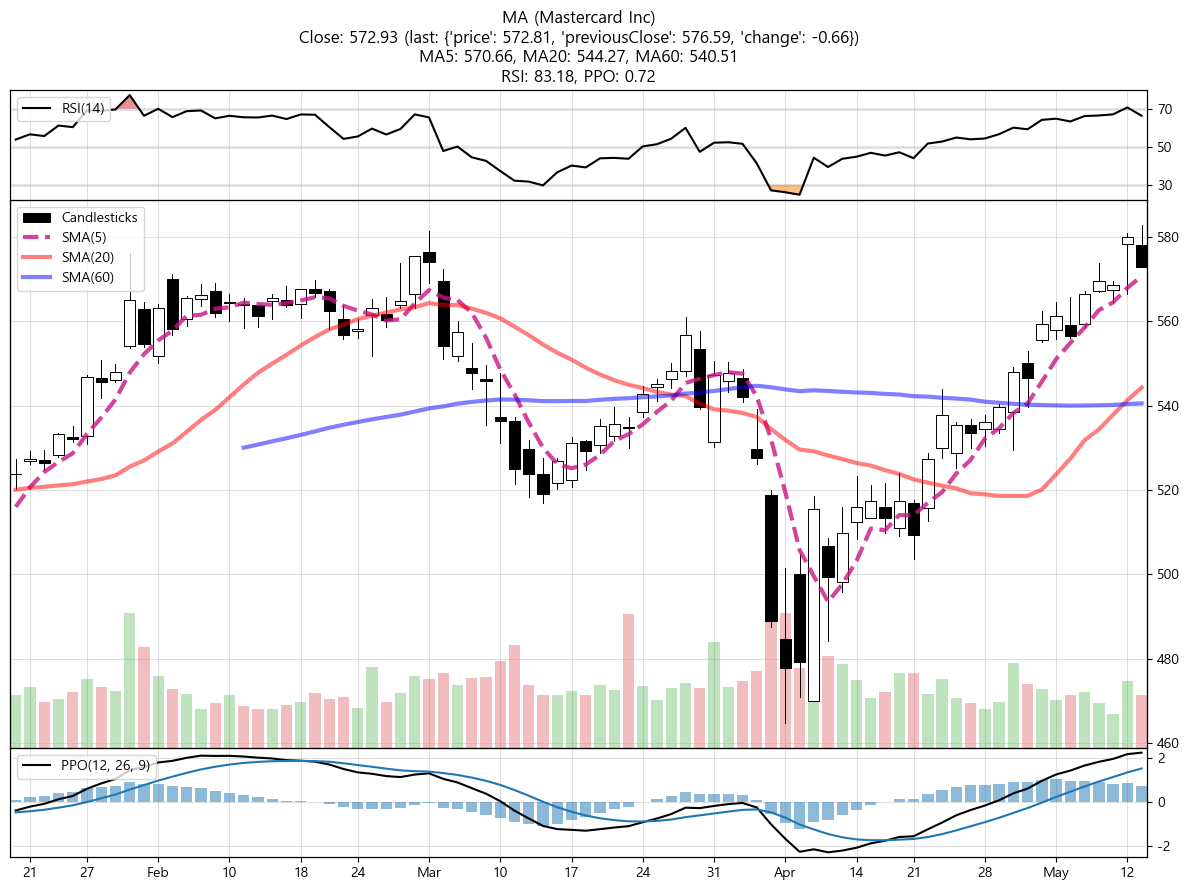 MA (Mastercard Inc)
Close: 572.93 (last: {'price': 572.81, 'previousClose': 576.59, 'change': -0.66})
MA5: 570.66, MA20: 544.27, MA60: 540.51
RSI: 83.18, PPO: 0.72
RSI(14)
70
50
30
Candlesticks
SMA(5)
SMA(20)
SMA(60)
580
560
540
520
500
480
460
PPO(12, 26, 9)
2
0
-2
21 27 Feb 10 18 24 Mar 10 17 24 31 Apr 14 21 28 May 12